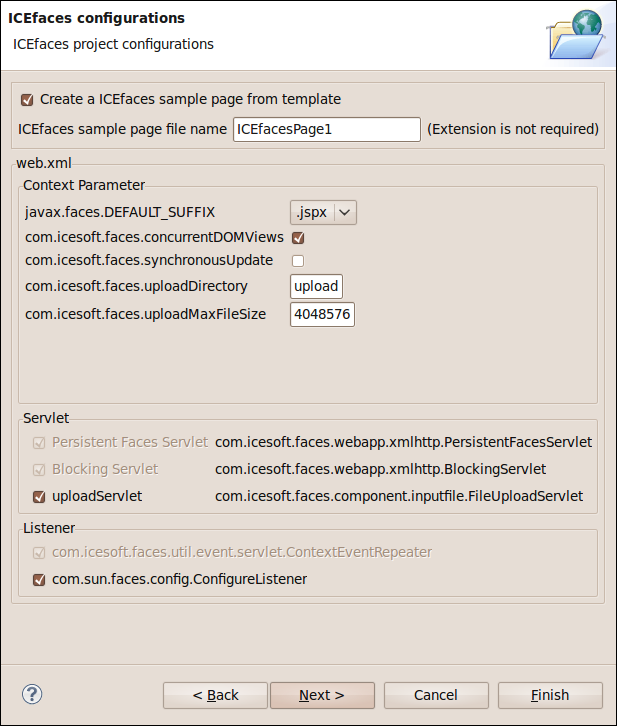 ICEfaces configurations
ICEfaces project configurations
Create a ICEfaces sample page from template
ICEfaces sample page file name ICEfacesPage1 (Extension is not required)
web.xml
Context Parameter
javax.faces.DEFAULT_SUFFIX .jspx
com.icesoft.faces.concurrentDOMViews
com.icesoft.faces.synchronousUpdate
com.icesoft.faces.uploadDirectory upload
com.icesoft.faces.uploadMaxFileSize 4048576
Servlet
Persistent Faces Servlet com.icesoft.faces.webapp.xmlhttp.PersistentFacesServlet
Blocking Servlet com.icesoft.faces.webapp.xmlhttp.BlockingServlet
uploadServlet com.icesoft.faces.component.inputfile.FileUploadServlet
Listener
com.icesoft.faces.util.event.servlet.ContextEventRepeater
com.sun.faces.config.ConfigureListener
? < Back Next > Cancel Finish